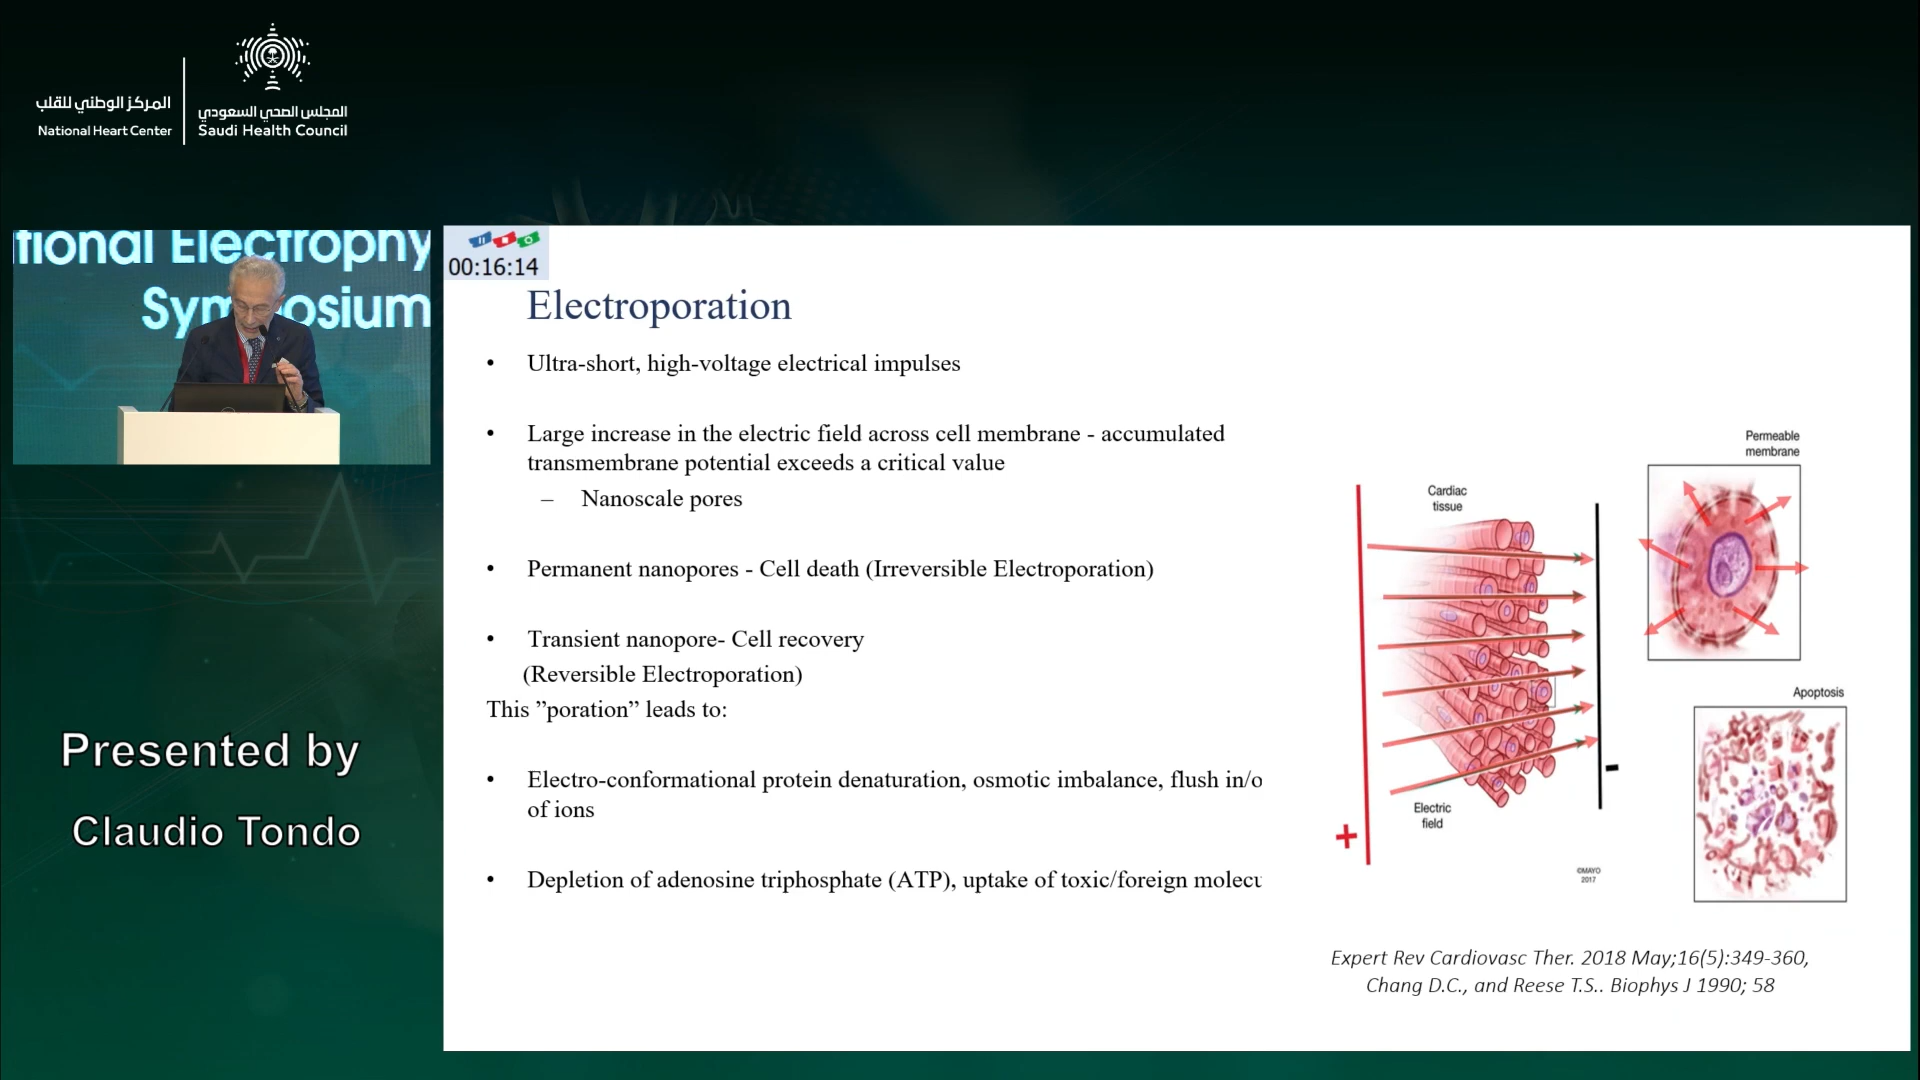 المركز الوطني للقلب
National Heart Center
المجلس الصحي السعودي
Saudi Health Council
tional Electrophy
Symposium
Presented by
Claudio Tondo
00:16:14
Electroporation
• Ultra-short, high-voltage electrical impulses
• Large increase in the electric field across cell membrane - accumulated
transmembrane potential exceeds a critical value
– Nanoscale pores
• Permanent nanopores - Cell death (Irreversible Electroporation)
• Transient nanopore- Cell recovery
(Reversible Electroporation)
This ”poration” leads to:
• Electro-conformational protein denaturation, osmotic imbalance, flush in/o
of ions
• Depletion of adenosine triphosphate (ATP), uptake of toxic/foreign molecu
Cardiac
tissue
Electric
field
+
-
Permeable
membrane
Apoptosis
©MAYO
2017
Expert Rev Cardiovasc Ther. 2018 May;16(5):349-360,
Chang D.C., and Reese T.S.. Biophys J 1990; 58